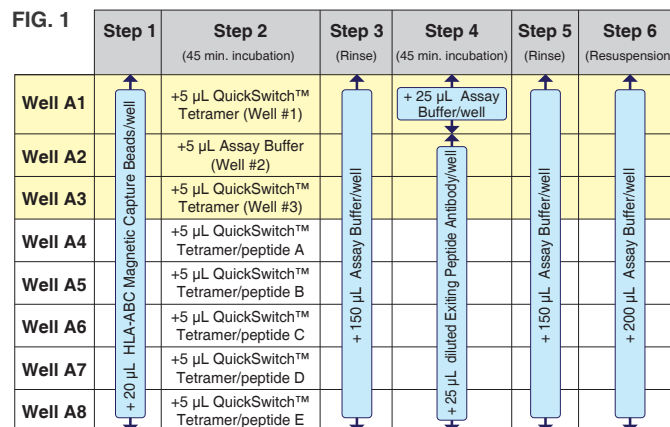 FIG. 1
Step 1
Step 2
(45 min. incubation)
Step 3
(Rinse)
Step 4
(45 min. incubation)
Step 5
(Rinse)
Step 6
(Resuspension)
Well A1
Well A2
Well A3
Well A4
Well A5
Well A6
Well A7
Well A8
+ 20 µL HLA-ABC Magnetic Capture Beads/well
+5 µL QuickSwitch™
Tetramer (Well #1)
+5 µL Assay Buffer
(Well #2)
+5 µL QuickSwitch™
Tetramer (Well #3)
+5 µL QuickSwitch™
Tetramer/peptide A
+5 µL QuickSwitch™
Tetramer/peptide B
+5 µL QuickSwitch™
Tetramer/peptide C
+5 µL QuickSwitch™
Tetramer/peptide D
+5 µL QuickSwitch™
Tetramer/peptide E
+ 150 µL Assay Buffer/well
+ 25 µL Assay
Buffer/well
+ 25 µL diluted Exiting Peptide Antibody/well
+ 150 µL Assay Buffer/well
+ 200 µL Assay Buffer/well